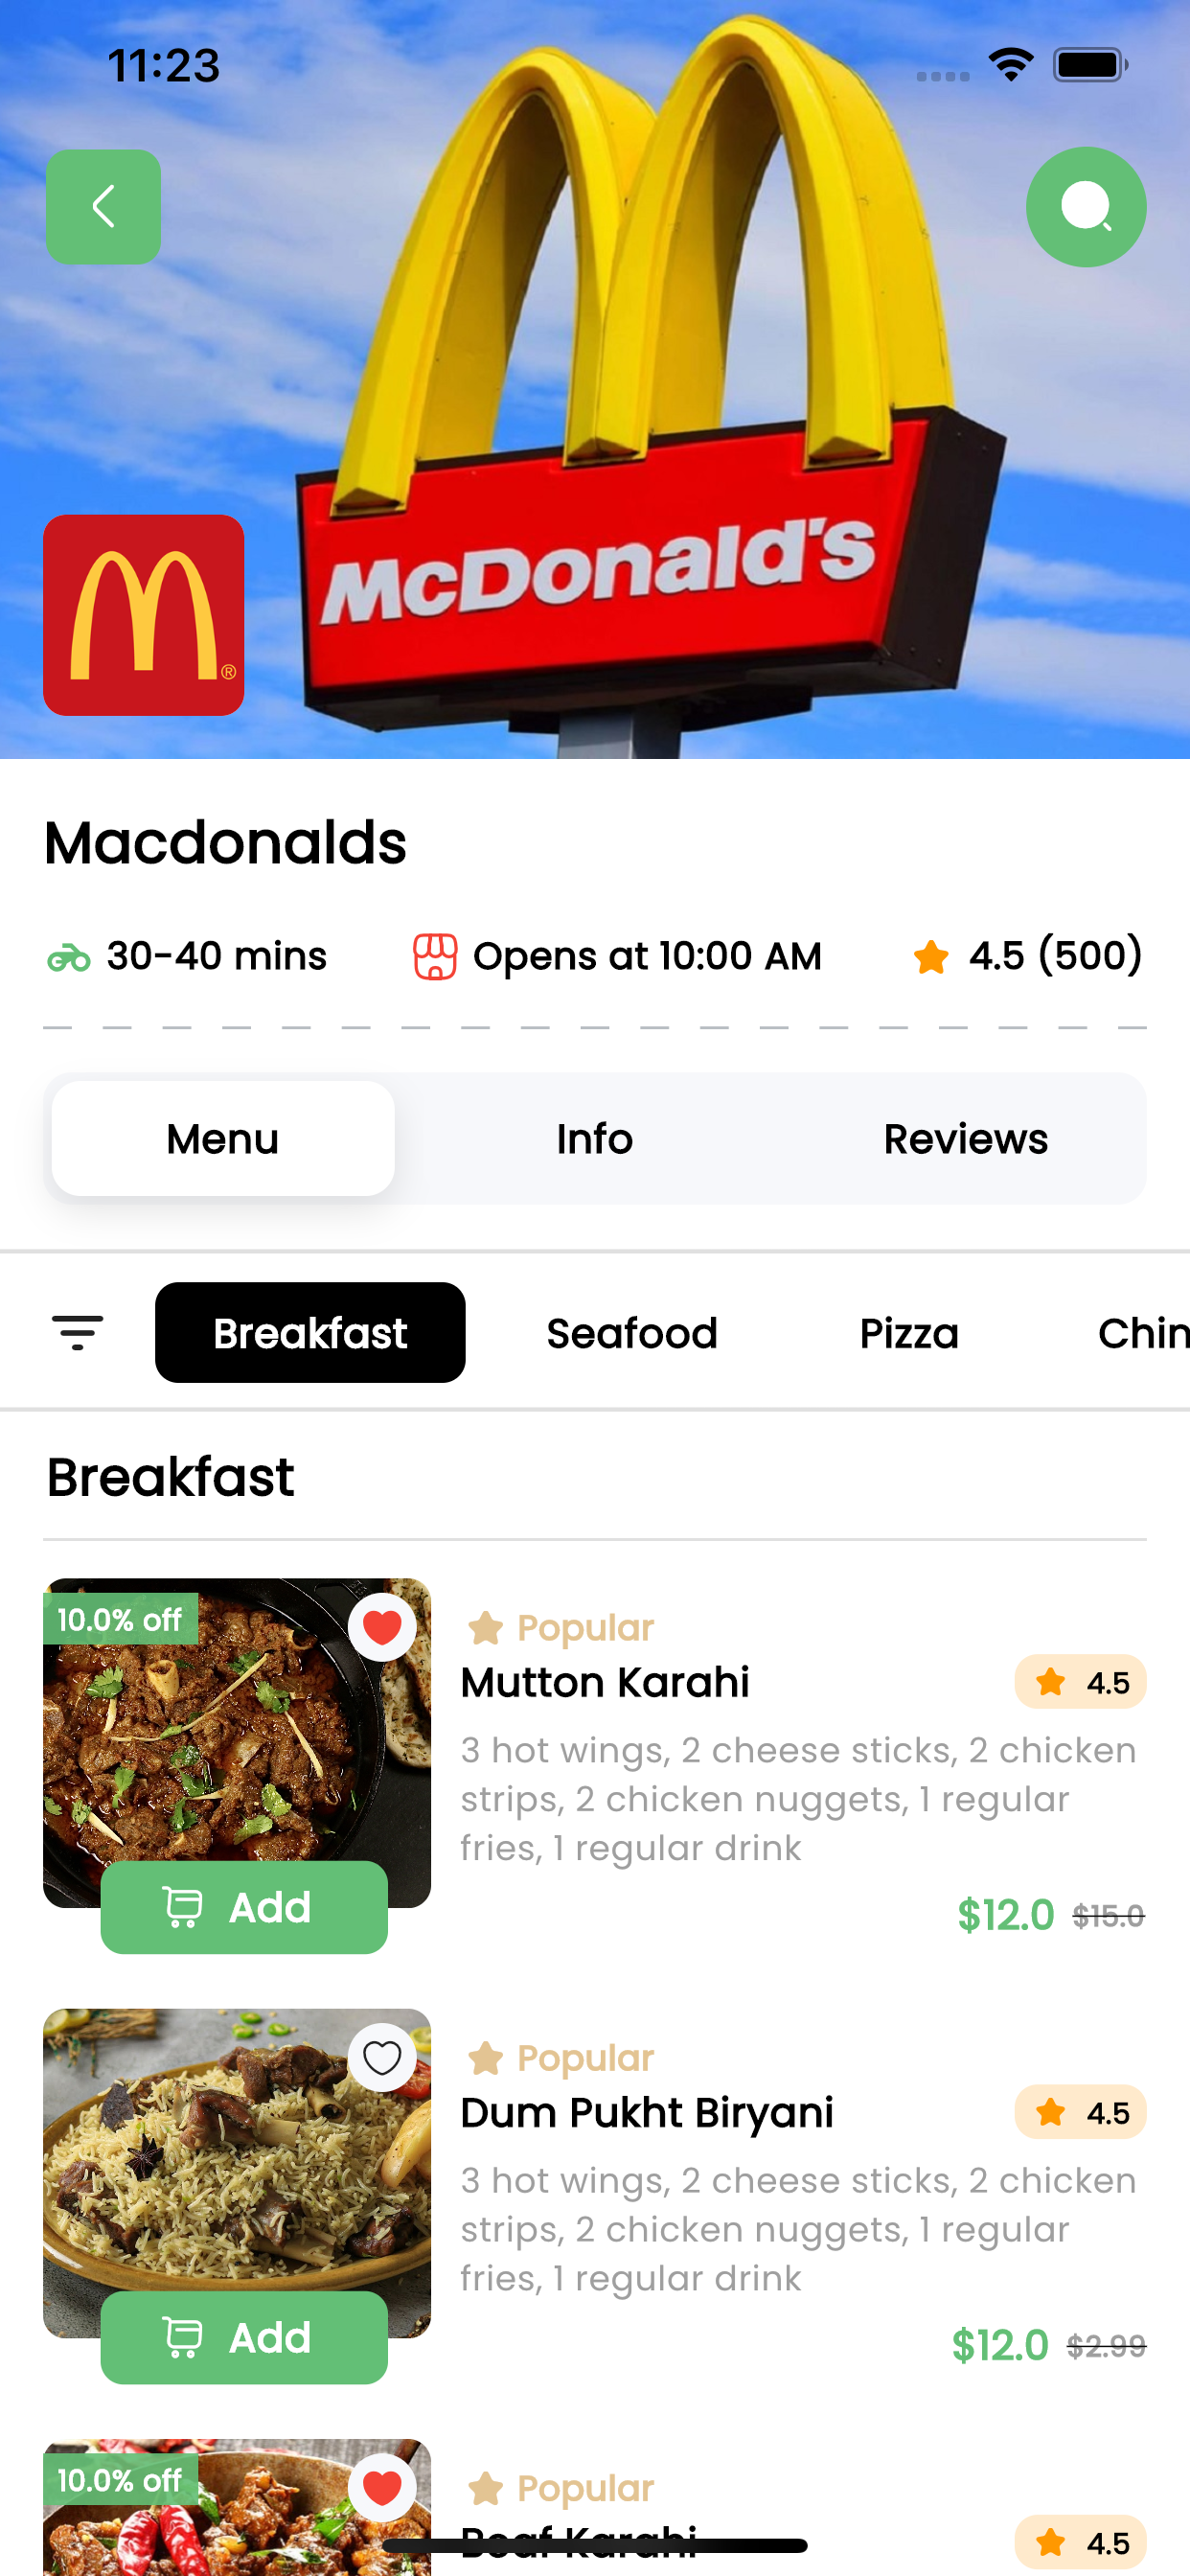 11:23
McDonald's
®
Macdonalds
30-40 mins
Opens at 10:00 AM
4.5 (500)
Menu
Info
Reviews
Breakfast
Seafood
Pizza
Chin
Breakfast
10.0% off
Popular
Mutton Karahi
4.5
3 hot wings, 2 cheese sticks, 2 chicken
strips, 2 chicken nuggets, 1 regular
fries, 1 regular drink
Add
$12.0 $15.0
Popular
Dum Pukht Biryani
4.5
3 hot wings, 2 cheese sticks, 2 chicken
strips, 2 chicken nuggets, 1 regular
fries, 1 regular drink
Add
$12.0 $2.99
10.0% off
Popular
Karahi
4.5